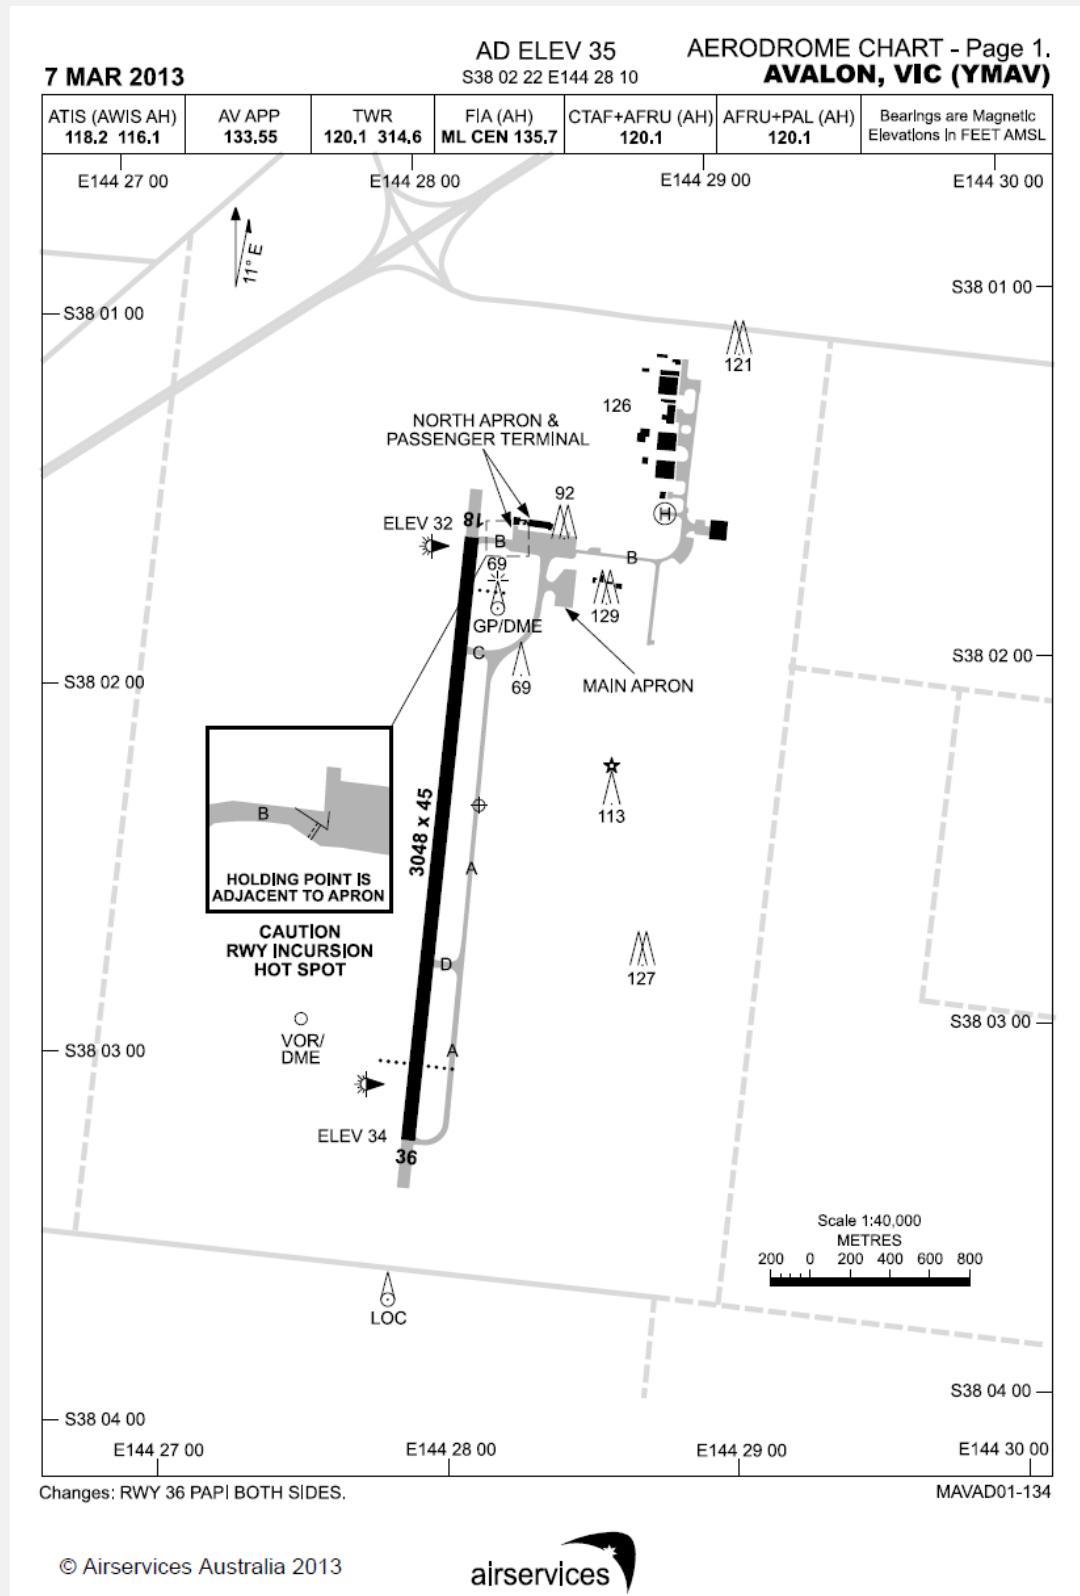 AD ELEV 35
AERODROME CHART - Page 1.
7 MAR 2013
S38 02 22 E144 28 10
AVALON, VIC (YMAV)
ATIS (AWIS AH)
118.2 116.1
AV APP
133.55
TWR
120.1 314.6
FIA (AH)
ML CEN 135.7
CTAF+AFRU (AH)
120.1
AFRU+PAL (AH)
120.1
Bearings are Magnetic
Elevations in FEET AMSL
E144 27 00
E144 28 00
E144 29 00
E144 30 00
11° E
S38 01 00
S38 01 00
121
126
NORTH APRON &
PASSENGER TERMINAL
92
ELEV 32
18
H
B
B
69
129
GP/DME
C
69
MAIN APRON
S38 02 00
S38 02 00
113
3048 x 45
B
HOLDING POINT IS
ADJACENT TO APRON
A
CAUTION
RWY INCURSION
HOT SPOT
D
127
VOR/
DME
A
S38 03 00
S38 03 00
ELEV 34
36
Scale 1:40,000
METRES
200 0 200 400 600 800
LOC
S38 04 00
S38 04 00
E144 27 00
E144 28 00
E144 29 00
E144 30 00
Changes: RWY 36 PAPI BOTH SIDES.
MAVAD01-134
© Airservices Australia 2013
airservices